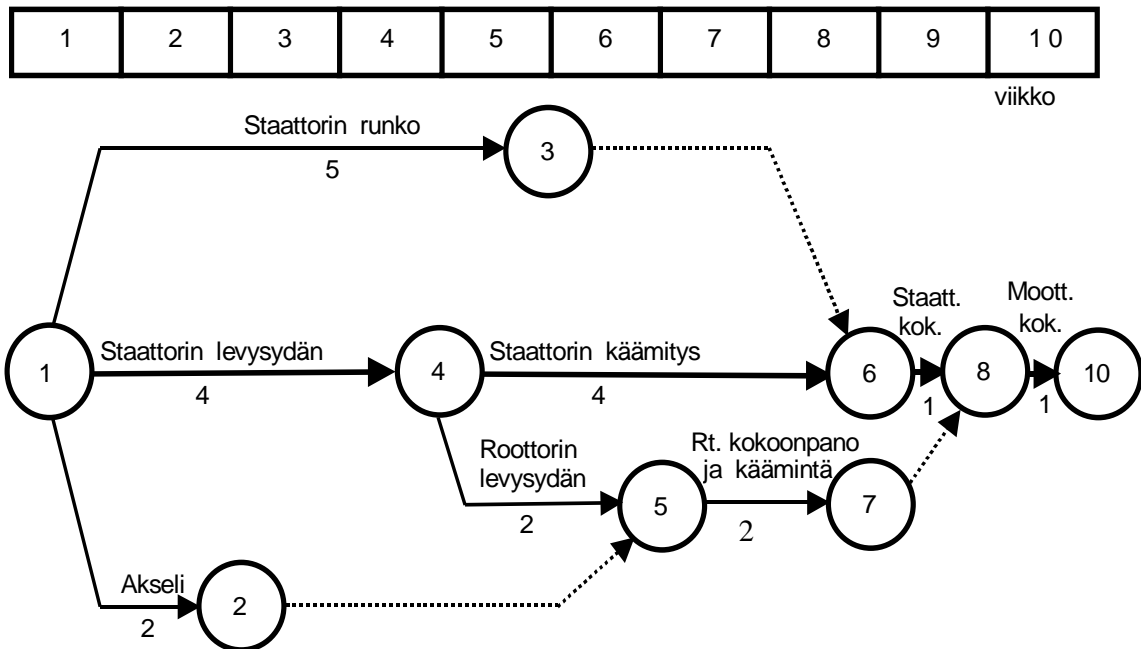 1 2 3 4 5 6 7 8 9 10
viikko
Staattorin runko
5
3
Staatt.
kok.
Moott.
kok.
1
Staattorin levysydän
4
4
Staattorin käämitys
4
6
1
8
1
10
Roottorin
levysydän
2
5
Rt. kokoonpano
ja käämintä
2
7
Akseli
2
2